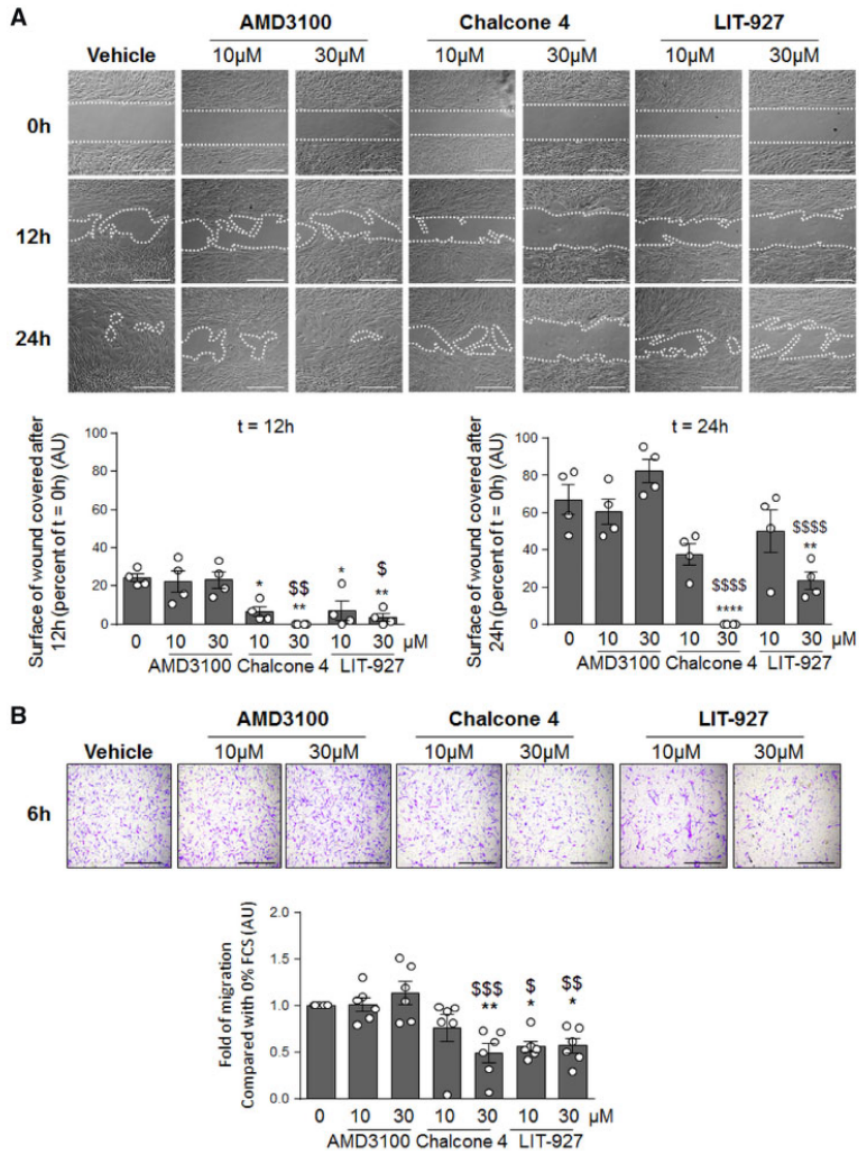 A
AMD3100 Chalcone 4 LIT-927
Vehicle 10µM 30µM 10µM 30µM 10µM 30µM
0h
12h
24h
t = 12h
Surface of wound covered after
12h (percent of t = 0h) (AU)
100
80
60
40
20
0
* $$ ** * $ **
0 10 30 10 30 10 30 µM
AMD3100 Chalcone 4 LIT-927
t = 24h
Surface of wound covered after
24h (percent of t = 0h) (AU)
100
80
60
40
20
0
$$$$ **** $$$$ **
0 10 30 10 30 10 30 µM
AMD3100 Chalcone 4 LIT-927
B
AMD3100 Chalcone 4 LIT-927
Vehicle 10µM 30µM 10µM 30µM 10µM 30µM
6h
Fold of migration
Compared with 0% FCS (AU)
2.0
1.5
1.0
0.5
0.0
$$$ ** $ * $$ *
0 10 30 10 30 10 30 µM
AMD3100 Chalcone 4 LIT-927